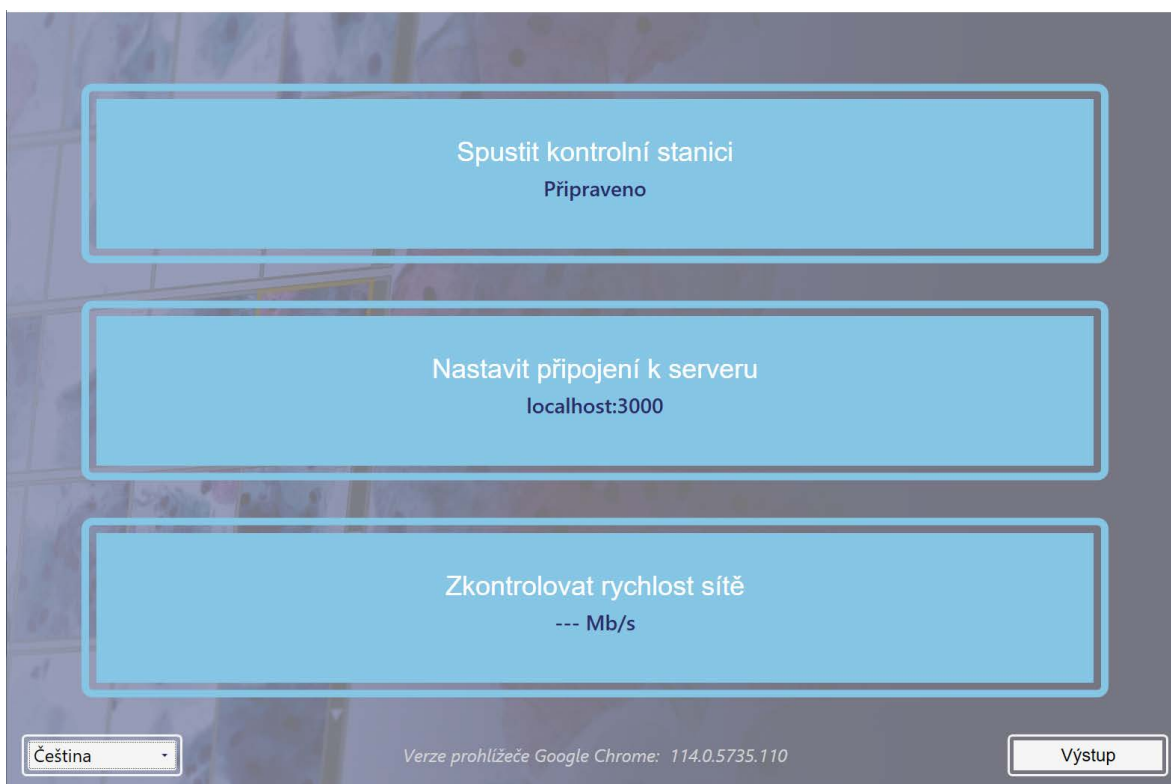 Spustit kontrolní stanici
Připraveno
Nastavit připojení k serveru
localhost:3000
Zkontrolovat rychlost sítě
--- Mb/s
Čeština
Verze prohlížeče Google Chrome: 114.0.5735.110
Výstup